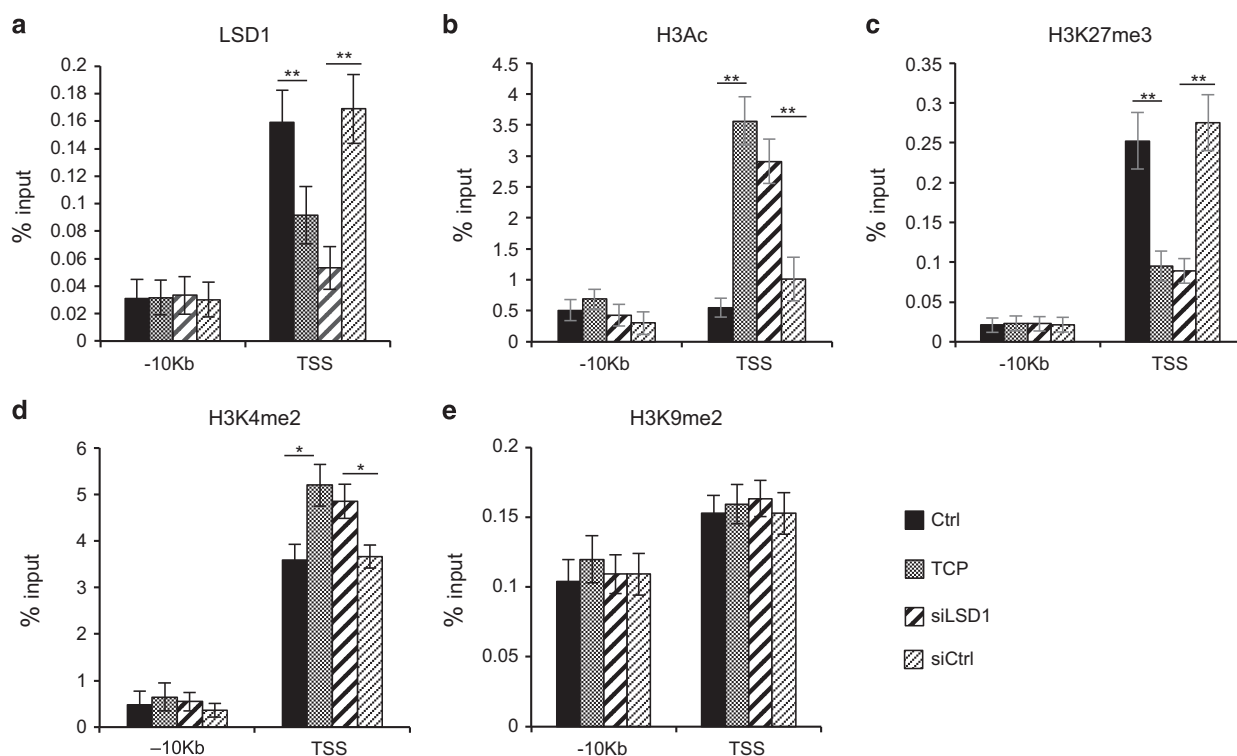 a
LSD1
0.2
0.18
0.16
0.14
0.12
0.1
0.08
0.06
0.04
0.02
0
% input
** **
-10Kb TSS
b
H3Ac
4.5
4
3.5
3
2.5
2
1.5
1
0.5
0
% input
** **
-10Kb TSS
c
H3K27me3
0.35
0.3
0.25
0.2
0.15
0.1
0.05
0
% input
** **
-10Kb TSS
d
H3K4me2
6
5
4
3
2
1
0
% input
* *
–10Kb TSS
e
H3K9me2
0.2
0.15
0.1
0.05
0
% input
-10Kb TSS
Ctrl
TCP
siLSD1
siCtrl